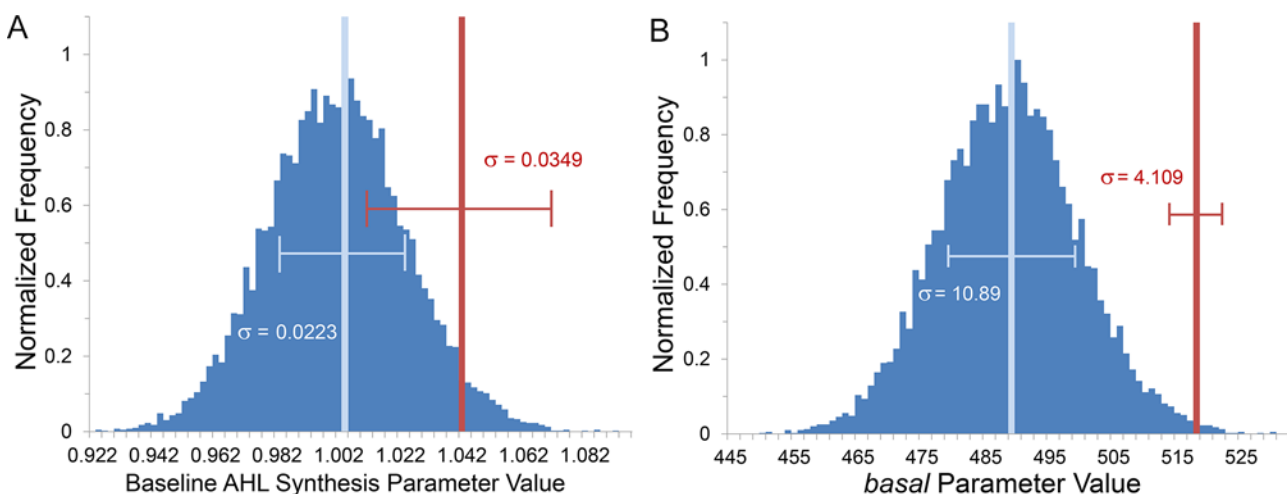 A
Normalized Frequency
1
0.8
0.6
0.4
0.2
0
σ = 0.0349
σ = 0.0223
0.922 0.942 0.962 0.982 1.002 1.022 1.042 1.062 1.082
Baseline AHL Synthesis Parameter Value
B
Normalized Frequency
1
0.8
0.6
0.4
0.2
0
σ = 4.109
σ = 10.89
445 455 465 475 485 495 505 515 525
basal Parameter Value